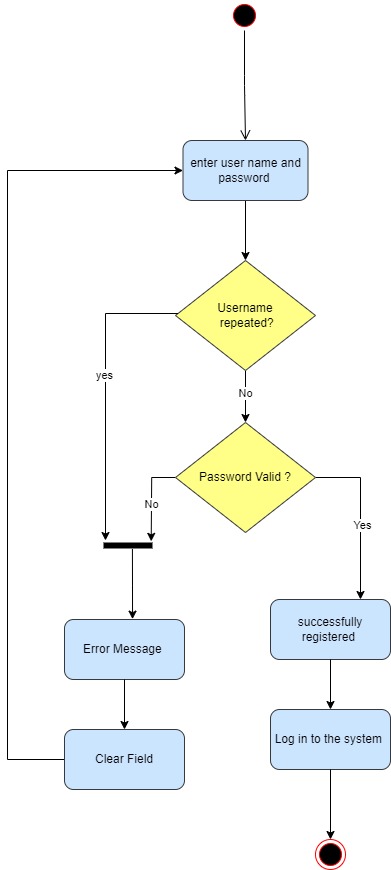 enter user name and
password
Username
repeated?
yes
No
Password Valid ?
No
Yes
successfully
registered
Error Message
Log in to the system
Clear Field